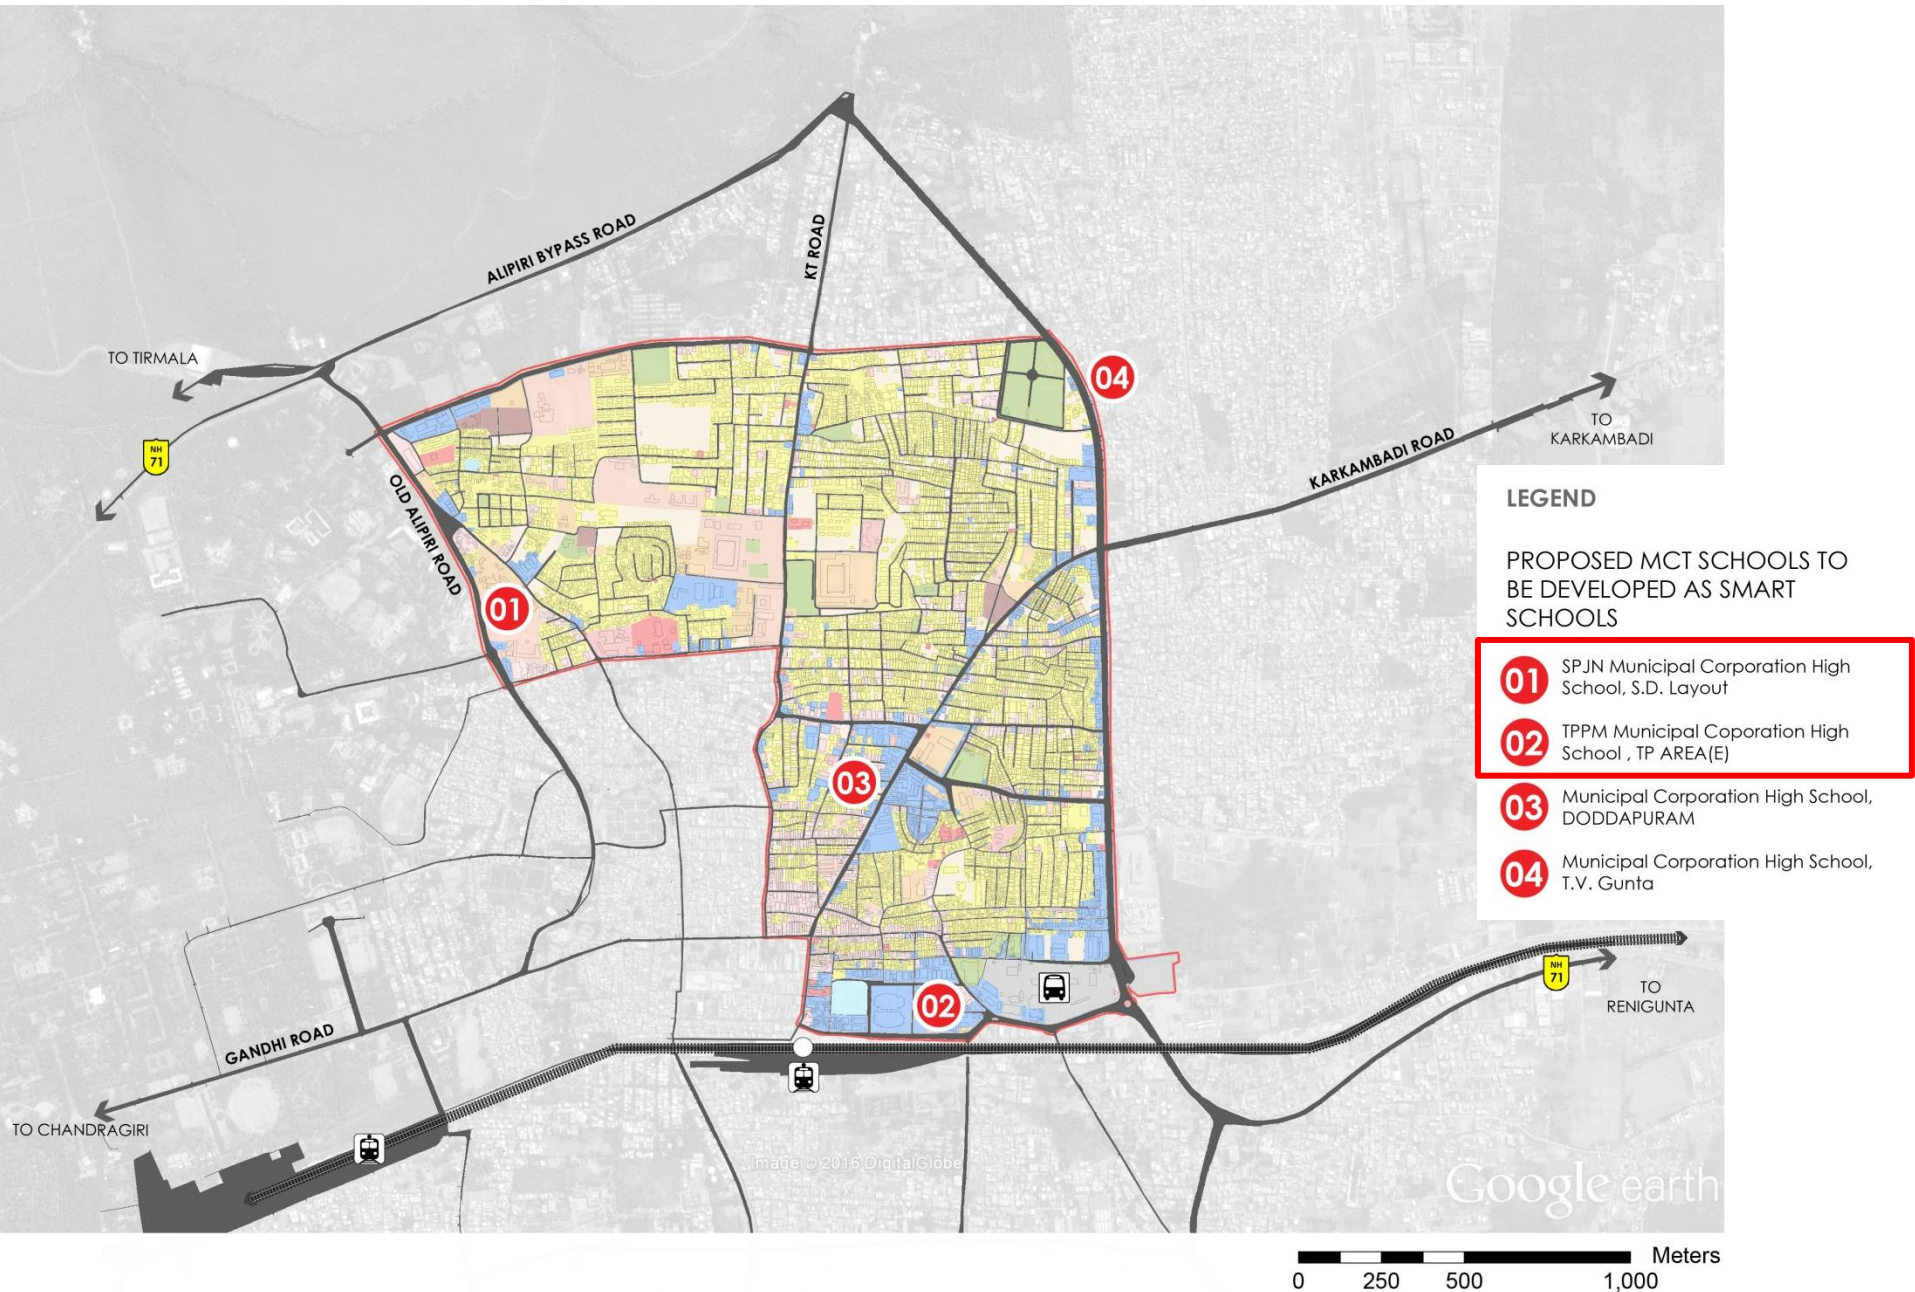 ALIPIRI BYPASS ROAD
KT ROAD
TO TIRMALA
04
NH
71
TO
KARKAMBADI
KARKAMBADI ROAD
OLD ALIPIRI ROAD
01
LEGEND
PROPOSED MCT SCHOOLS TO
BE DEVELOPED AS SMART
SCHOOLS
01 SPJN Municipal Corporation High
School, S.D. Layout
02 TPPM Municipal Coporation High
School , TP AREA(E)
03 Municipal Corporation High School,
DODDAPURAM
04 Municipal Corporation High School,
T.V. Gunta
03
02
NH
71
TO
RENIGUNTA
GANDHI ROAD
TO CHANDRAGIRI
Image © 2016 DigitalGlobe
Google earth
Meters
0 250 500 1,000